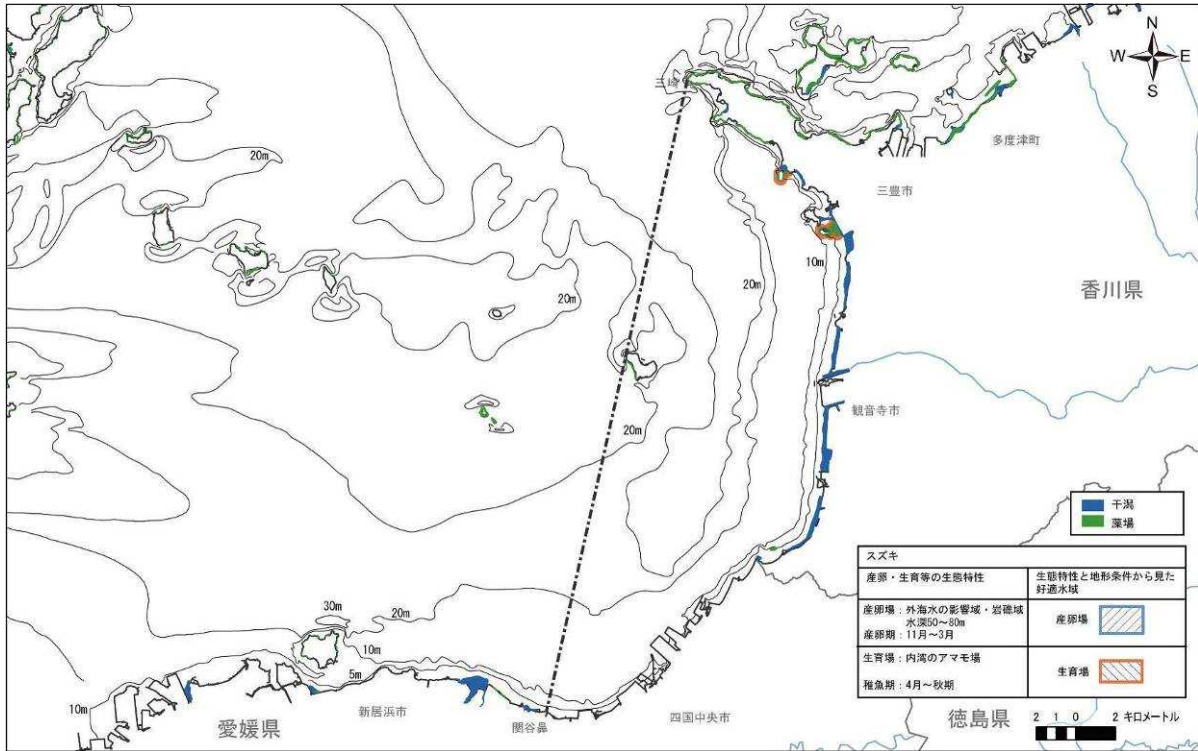 N
W
E
S
三崎
多度津町
20m
三豊市
10m
20m
香川県
20m
観音寺市
20m
干潟
藻場
スズキ
産卵・生育等の生態特性
生態特性と地形条件から見た
好適水域
産卵場：外海水の影響域・岩礁域
水深50～80m
産卵期：11月～3月
産卵場
生育場：内湾のアマモ場
稚魚期：4月～秋期
生育場
30m
20m
10m
5m
10m
新居浜市
愛媛県
関谷鼻
四国中央市
徳島県
2 1 0 2 キロメートル